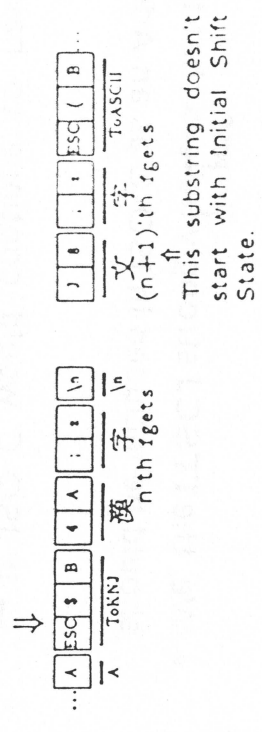 ⇓
... A ESC $ B 4 A ; z \n
A ToKNJ 漢 字 \n
n'th fgets
J 8 ; z ESC ( B ...
文 字 ToASCII
(n+1)'th fgets
⇑
This substring doesn't
start with Initial Shift
State.